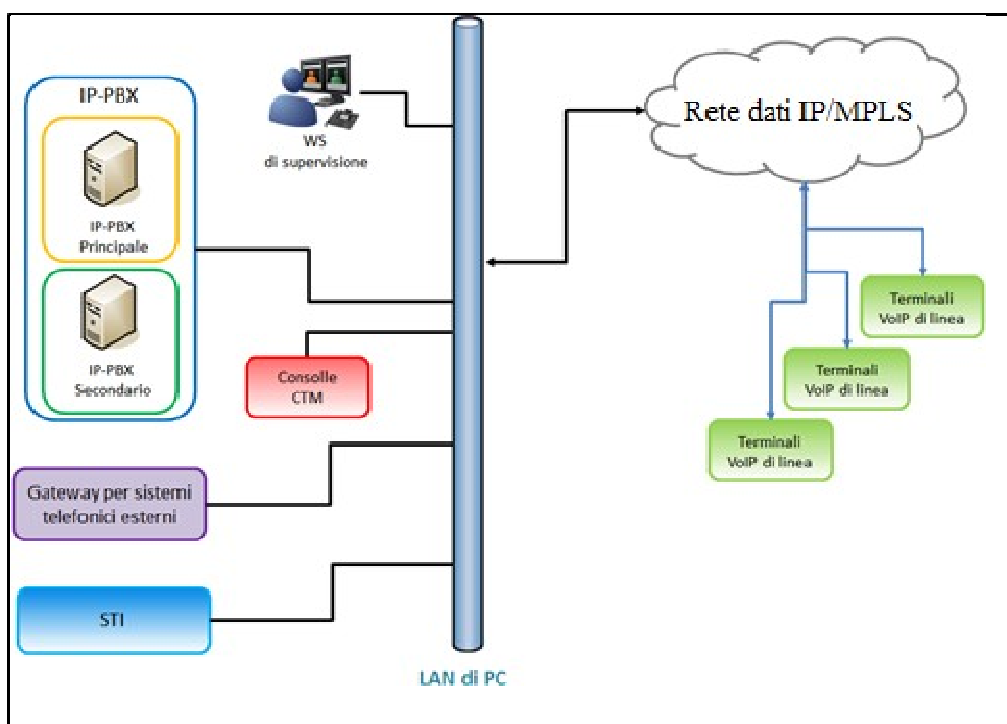 IP-PBX
IP-PBX
Principale
IP-PBX
Secondario
WS
di supervisione
Consolle
CTM
Gateway per sistemi
telefonici esterni
STI
LAN di PC
Rete dati IP/MPLS
Terminali
VoIP di linea
Terminali
VoIP di linea
Terminali
VoIP di linea